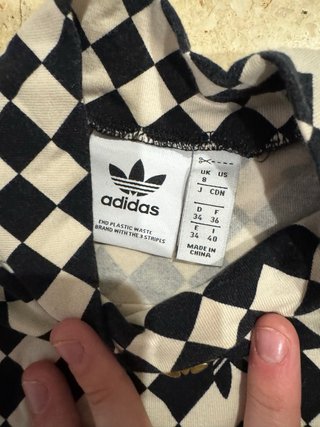 adidas
END PLASTIC WASTE
BRAND WITH THE 3 STRIPES
UK US
8
J CDN
D F
34 36
E I
34 40
MADE IN
CHINA